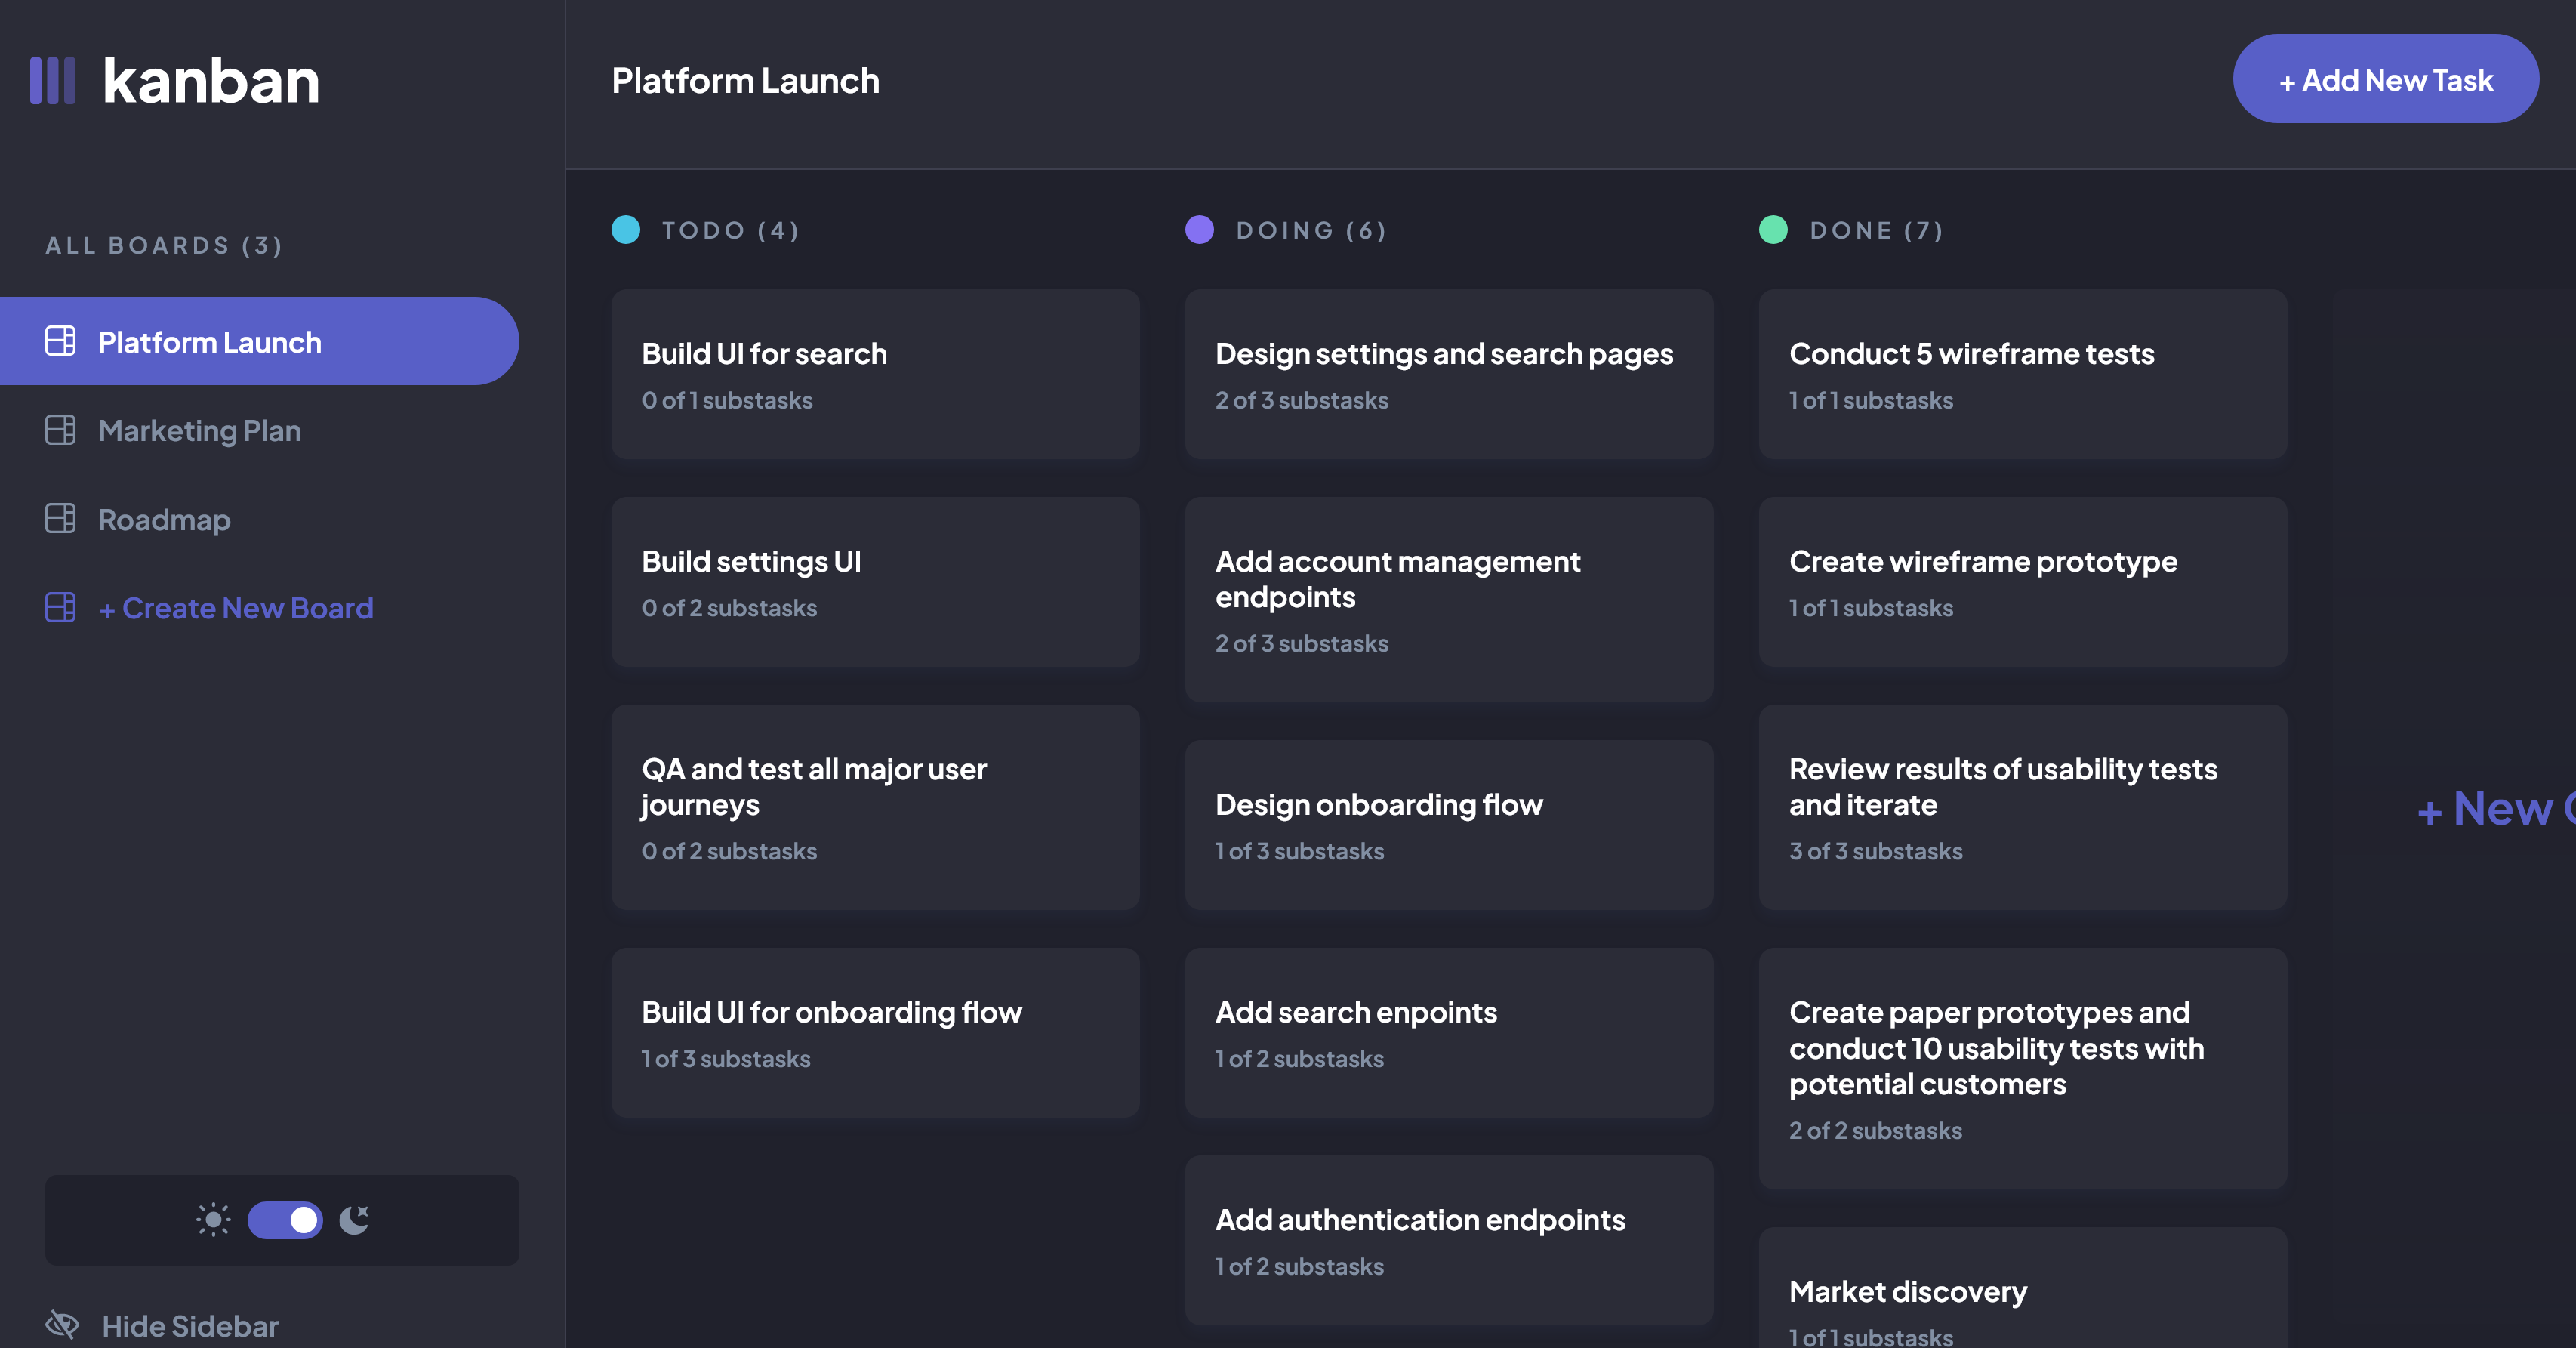 kanban
ALL BOARDS (3)
Platform Launch
Marketing Plan
Roadmap
+ Create New Board
Hide Sidebar
Platform Launch
+ Add New Task
TODO (4)
Build UI for search
0 of 1 substasks
Build settings UI
0 of 2 substasks
QA and test all major user
journeys
0 of 2 substasks
Build UI for onboarding flow
1 of 3 substasks
DOING (6)
Design settings and search pages
2 of 3 substasks
Add account management
endpoints
2 of 3 substasks
Design onboarding flow
1 of 3 substasks
Add search enpoints
1 of 2 substasks
Add authentication endpoints
1 of 2 substasks
DONE (7)
Conduct 5 wireframe tests
1 of 1 substasks
Create wireframe prototype
1 of 1 substasks
Review results of usability tests
and iterate
3 of 3 substasks
Create paper prototypes and
conduct 10 usability tests with
potential customers
2 of 2 substasks
Market discovery
1 of 1 substasks
+ New